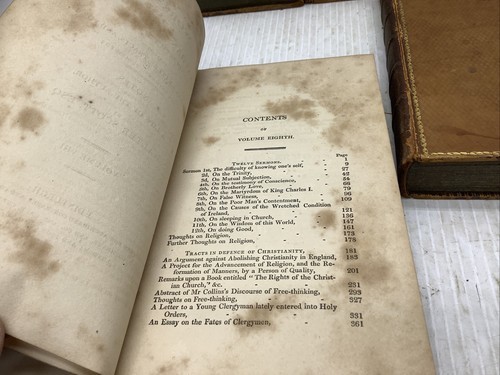 CONTENTS
OF
VOLUME EIGHTH.
Page
TWELVE SERMONS. 1
Sermon 1st, The difficulty of knowing one's self, 9
2d, On the Trinity, 27
3d, On Mutual Subjection, 42
4th, On the testimony of Conscience, 54
5th, On Brotherly Love, 66
6th, On the Martyrdom of King Charles I. 79
7th, On False Witness, 96
8th, On the Poor Man's Contentment, 109
9th, On the Causes of the Wretched Condition
of Ireland, 121
10th, On sleeping in Church, 136
11th, On the Wisdom of this World, 147
12th, On doing Good, 161
Thoughts on Religion, 173
Further Thoughts on Religion, 178
TRACTS IN DEFENCE OF CHRISTIANITY, 181
An Argument against Abolishing Christianity in England, 183
A Project for the Advancement of Religion, and the Re-
formation of Manners, by a Person of Quality, 201
Remarks upon a Book entitled "The Rights of the Christ-
ian Church," &c. 231
Abstract of Mr Collins's Discourse of Free-thinking, 293
Thoughts on Free-thinking, 327
A Letter to a Young Clergyman lately entered into Holy
Orders, 331
An Essay on the Fates of Clergymen, 361